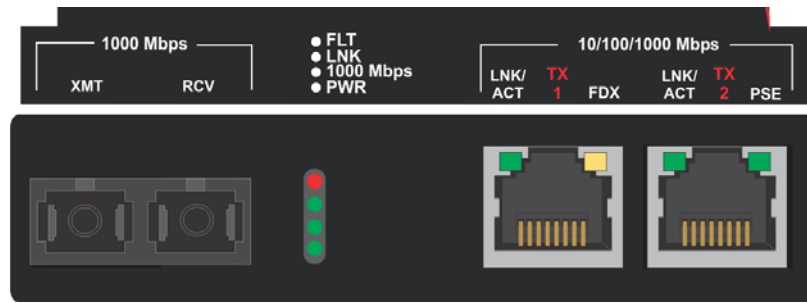 1000 Mbps
XMT RCV
FLT
LNK
1000 Mbps
PWR
10/100/1000 Mbps
LNK/ TX LNK/ TX
ACT 1 FDX ACT 2 PSE